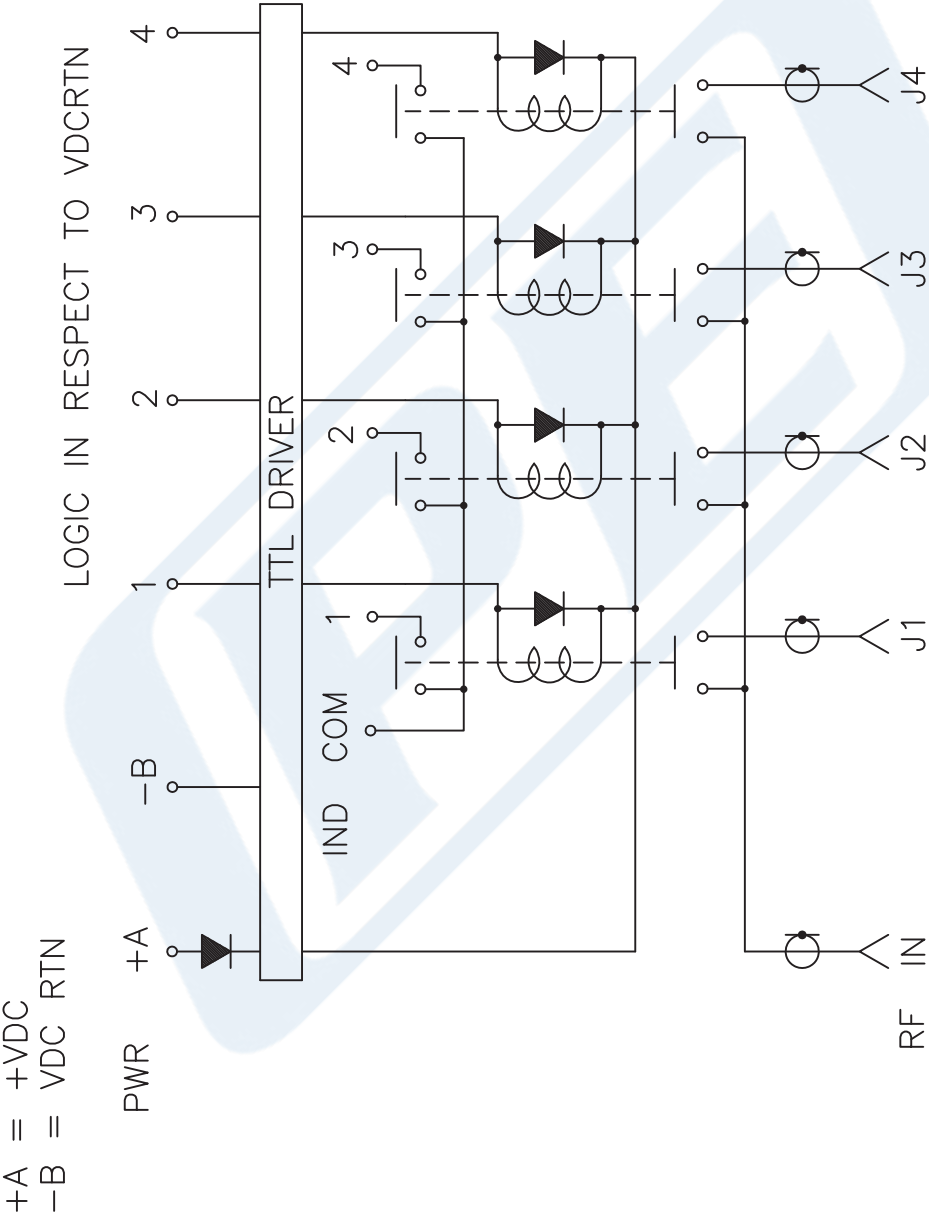 +A = +VDC
-B = VDC RTN
LOGIC IN RESPECT TO VDCRTN
PWR +A -B 1 2 3 4
TTL DRIVER
IND COM 1 2 3 4
RF IN J1 J2 J3 J4
PE